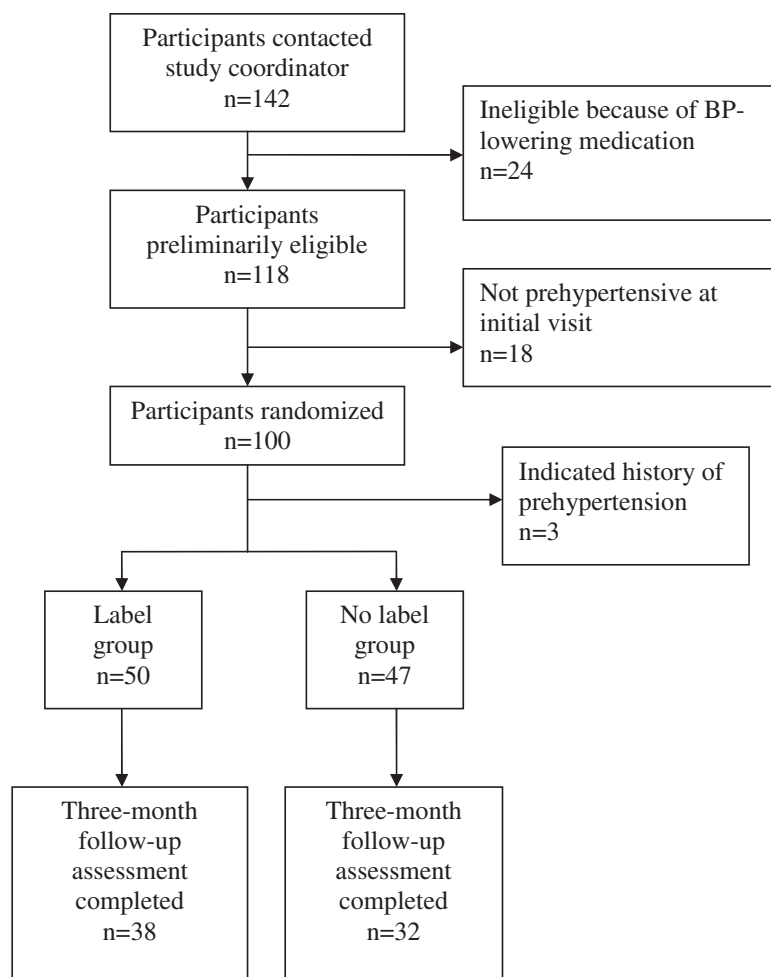 Participants contacted
study coordinator
n=142
Ineligible because of BP-
lowering medication
n=24
Participants
preliminarily eligible
n=118
Not prehypertensive at
initial visit
n=18
Participants randomized
n=100
Indicated history of
prehypertension
n=3
Label
group
n=50
No label
group
n=47
Three-month
follow-up
assessment
completed
n=38
Three-month
follow-up
assessment
completed
n=32